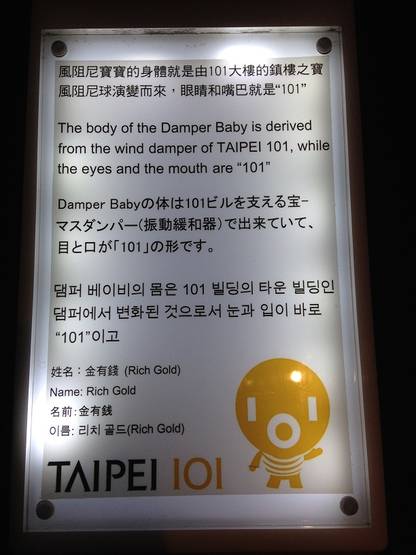 風阻尼寶寶的身體就是由101大樓的鎮樓之寶
風阻尼球演變而來，眼睛和嘴巴就是“101”
The body of the Damper Baby is derived
from the wind damper of TAIPEI 101, while
the eyes and the mouth are “101”
Damper Babyの体は101ビルを支える宝-
マスダンパー(振動緩和器)で出来ていて、
目と口が「101」の形です。
댐퍼 베이비의 몸은 101 빌딩의 타운 빌딩인
댐퍼에서 변화된 것으로서 눈과 입이 바로
“101”이고
姓名：金有錢 (Rich Gold)
Name: Rich Gold
名前:金有銭
이름: 리치 골드(Rich Gold)
TAIPEI 101